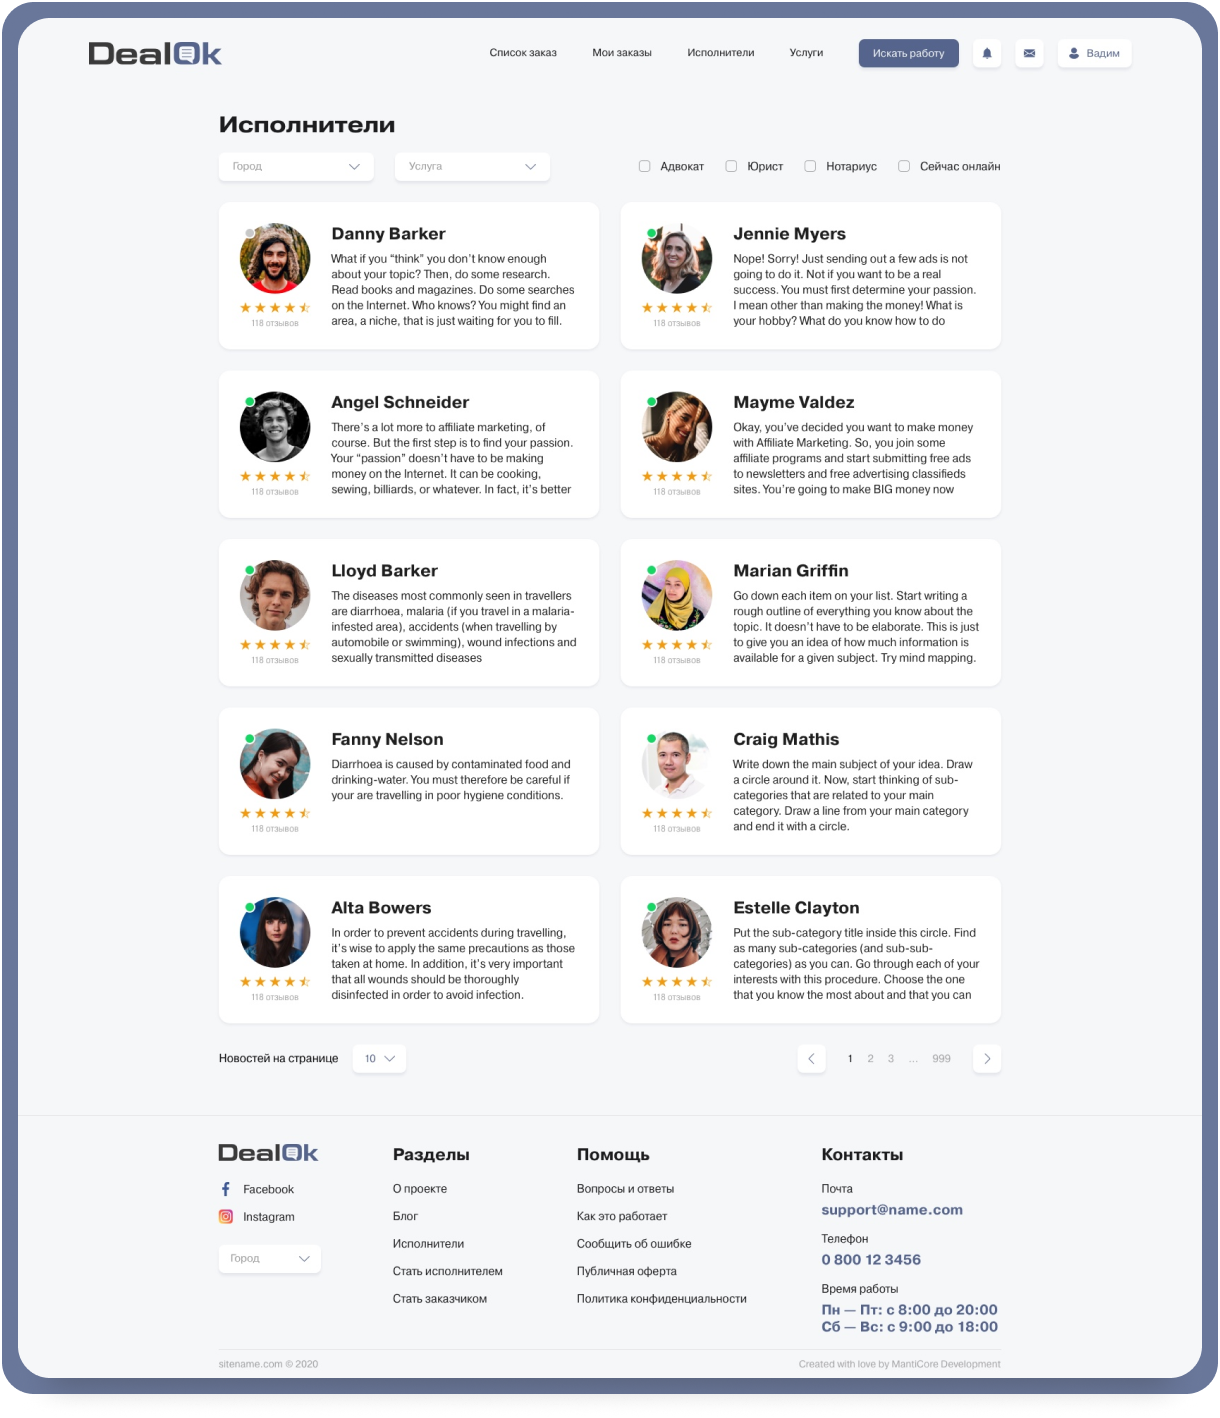 DealOk
Список заказ
Мои заказы
Исполнители
Услуги
Искать работу
Вадим
Исполнители
Город
Услуга
Адвокат
Юрист
Нотариус
Сейчас онлайн
Danny Barker
What if you “think” you don’t know enough
about your topic? Then, do some research.
Read books and magazines. Do some searches
on the Internet. Who knows? You might find an
area, a niche, that is just waiting for you to fill.
118 отзывов
Jennie Myers
Nope! Sorry! Just sending out a few ads is not
going to do it. Not if you want to be a real
success. You must first determine your passion.
I mean other than making the money! What is
your hobby? What do you know how to do
118 отзывов
Angel Schneider
There’s a lot more to affiliate marketing, of
course. But the first step is to find your passion.
Your “passion” doesn’t have to be making
money on the Internet. It can be cooking,
sewing, billiards, or whatever. In fact, it’s better
118 отзывов
Mayme Valdez
Okay, you’ve decided you want to make money
with Affiliate Marketing. So, you join some
affiliate programs and start submitting free ads
to newsletters and free advertising classifieds
sites. You’re going to make BIG money now
118 отзывов
Lloyd Barker
The diseases most commonly seen in travellers
are diarrhoea, malaria (if you travel in a malaria-
infested area), accidents (when travelling by
automobile or swimming), wound infections and
sexually transmitted diseases
118 отзывов
Marian Griffin
Go down each item on your list. Start writing a
rough outline of everything you know about the
topic. It doesn’t have to be elaborate. This is just
to give you an idea of how much information is
available for a given subject. Try mind mapping.
118 отзывов
Fanny Nelson
Diarrhoea is caused by contaminated food and
drinking-water. You must therefore be careful if
your are travelling in poor hygiene conditions.
118 отзывов
Craig Mathis
Write down the main subject of your idea. Draw
a circle around it. Now, start thinking of sub-
categories that are related to your main
category. Draw a line from your main category
and end it with a circle.
118 отзывов
Alta Bowers
In order to prevent accidents during travelling,
it’s wise to apply the same precautions as those
taken at home. In addition, it’s very important
that all wounds should be thoroughly
disinfected in order to avoid infection.
118 отзывов
Estelle Clayton
Put the sub-category title inside this circle. Find
as many sub-categories (and sub-sub-
categories) as you can. Go through each of your
interests with this procedure. Choose the one
that you know the most about and that you can
118 отзывов
Новостей на странице
10
1 2 3 ... 999
DealOk
Facebook
Instagram
Город
Разделы
О проекте
Блог
Исполнители
Стать исполнителем
Стать заказчиком
Помощь
Вопросы и ответы
Как это работает
Сообщить об ошибке
Публичная оферта
Политика конфиденциальности
Контакты
Почта
support@name.com
Телефон
0 800 12 3456
Время работы
Пн — Пт: с 8:00 до 20:00
Сб — Вс: с 9:00 до 18:00
sitename.com © 2020
Created with love by MantiCore Development